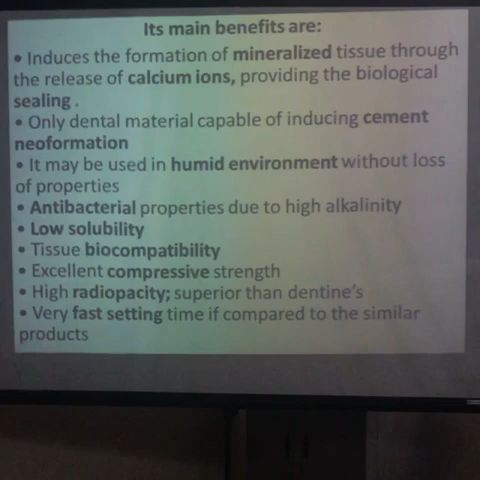 Its main benefits are:
• Induces the formation of mineralized tissue through
the release of calcium ions, providing the biological
sealing .
• Only dental material capable of inducing cement
neoformation
• It may be used in humid environment without loss
of properties
• Antibacterial properties due to high alkalinity
• Low solubility
• Tissue biocompatibility
• Excellent compressive strength
• High radiopacity; superior than dentine's
• Very fast setting time if compared to the similar
products